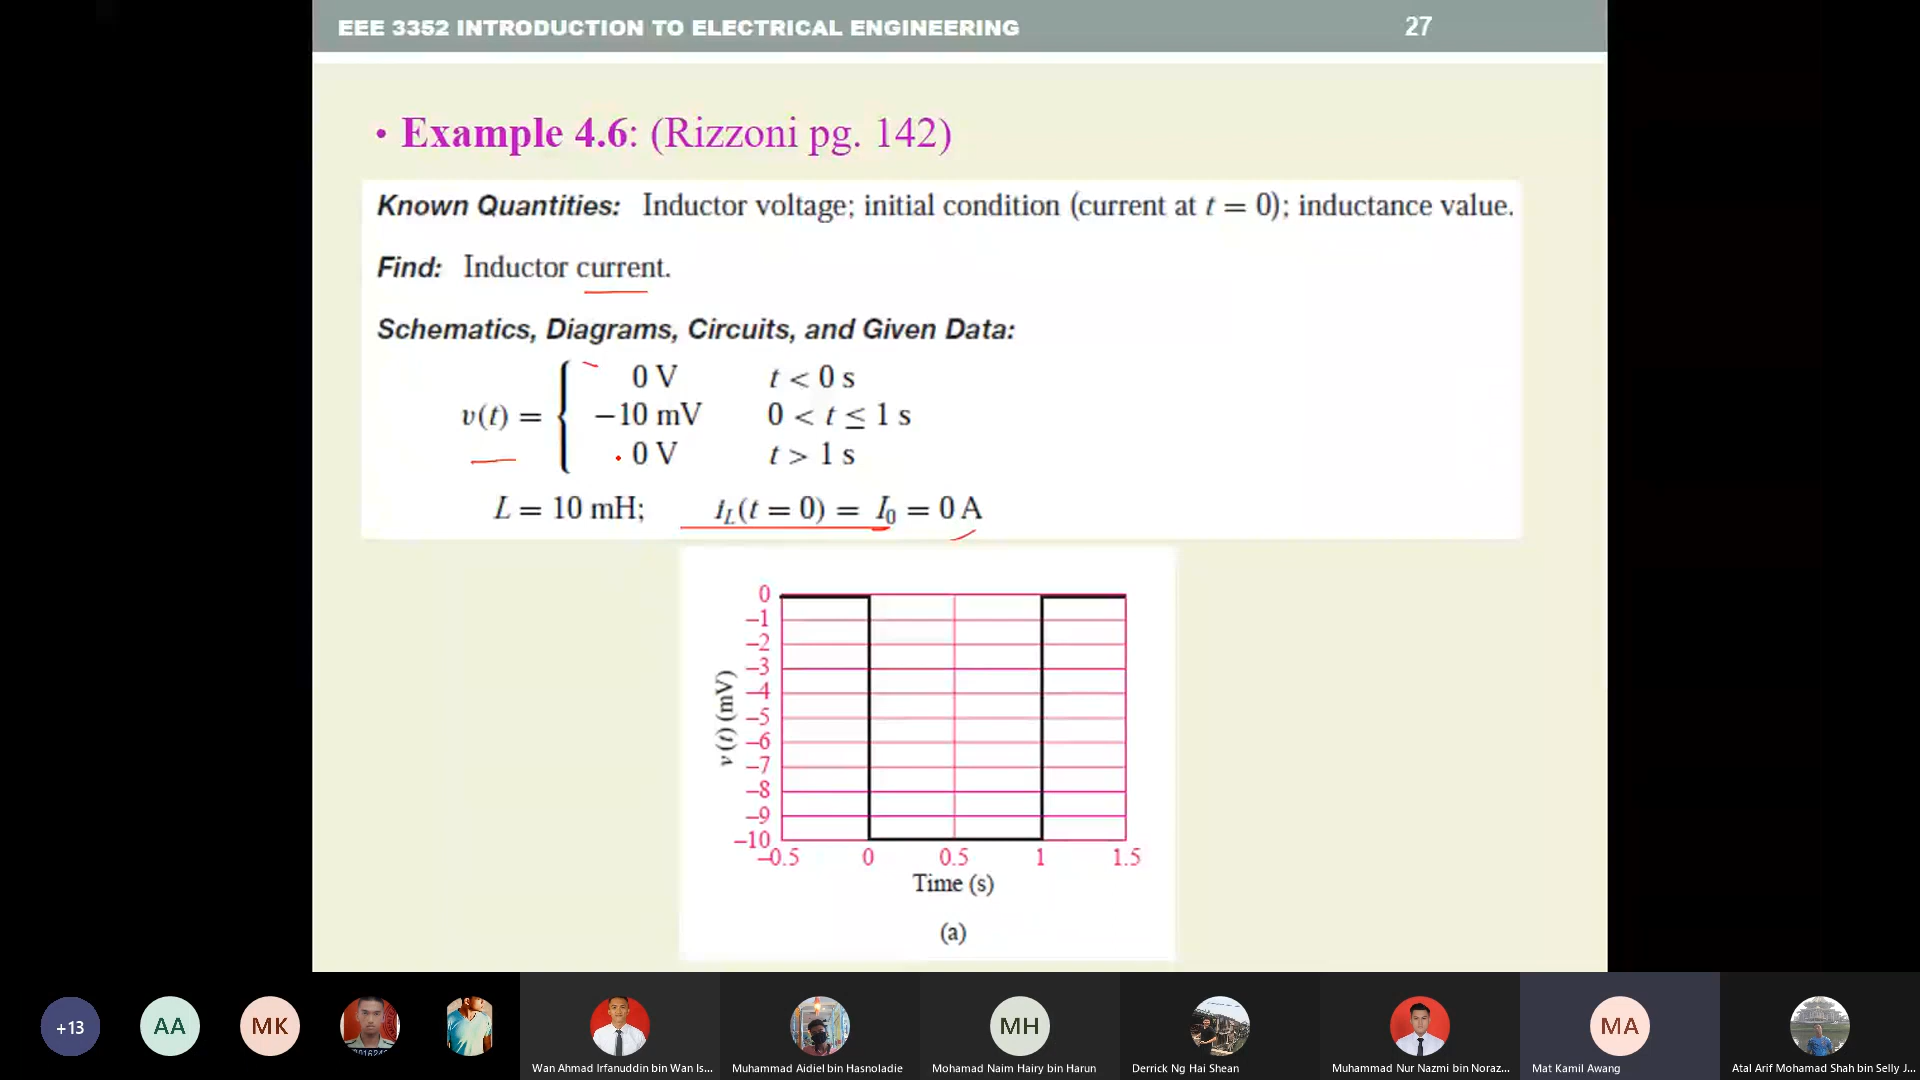 EEE 3352 INTRODUCTION TO ELECTRICAL ENGINEERING 27
• Example 4.6: (Rizzoni pg. 142)
Known Quantities: Inductor voltage; initial condition (current at t = 0); inductance value.
Find: Inductor current.
Schematics, Diagrams, Circuits, and Given Data:
0 V t < 0 s
v(t) = { −10 mV 0 < t ≤ 1 s
0 V t > 1 s
L = 10 mH; iL(t = 0) = I0 = 0 A
0
−1
−2
−3
−4
−5
−6
−7
−8
−9
−10
v (t) (mV)
−0.5 0 0.5 1 1.5
Time (s)
(a)
+13 AA MK MH MA
Wan Ahmad Irfanuddin bin Wan Is... Muhammad Aidiel bin Hasnoladie Mohamad Naim Hairy bin Harun Derrick Ng Hai Shean Muhammad Nur Nazmi bin Noraz... Mat Kamil Awang Atal Arif Mohamad Shah bin Selly J...